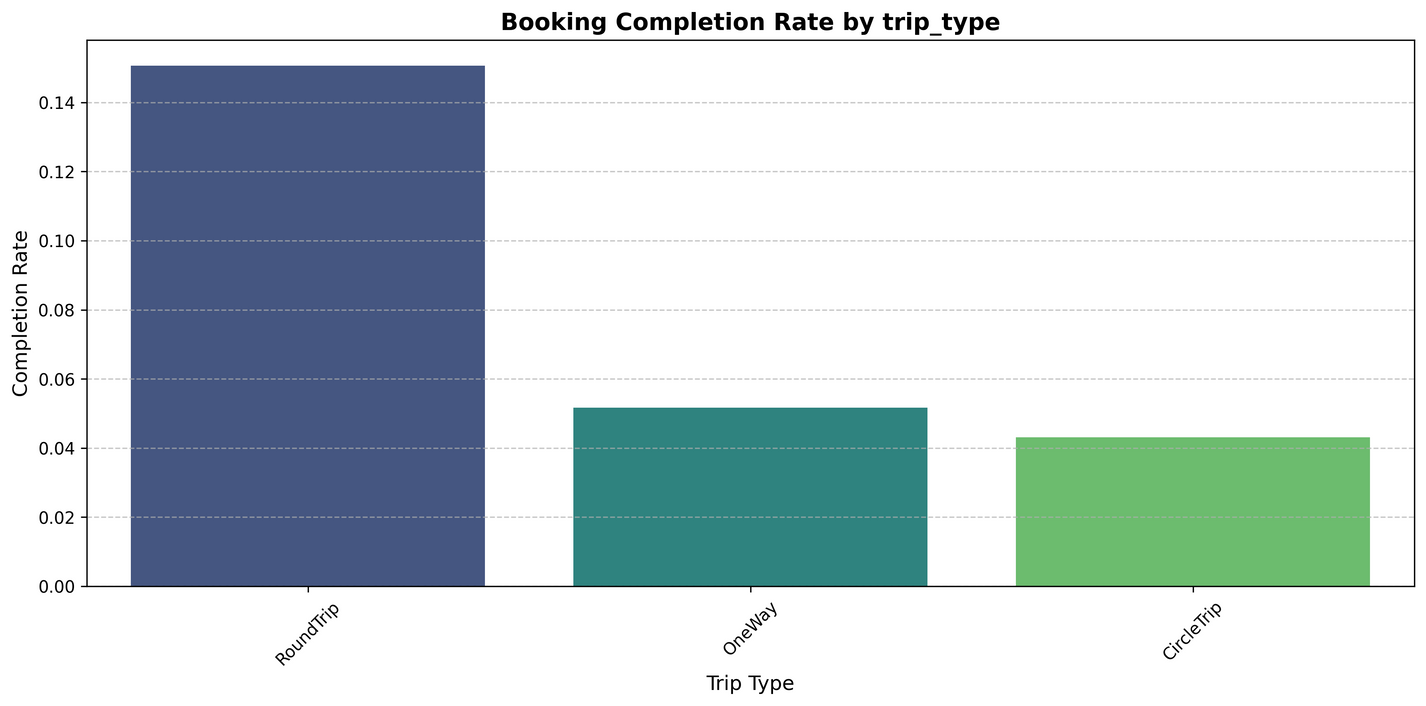 Booking Completion Rate by trip_type
Completion Rate
0.14
0.12
0.10
0.08
0.06
0.04
0.02
0.00
RoundTrip
OneWay
CircleTrip
Trip Type